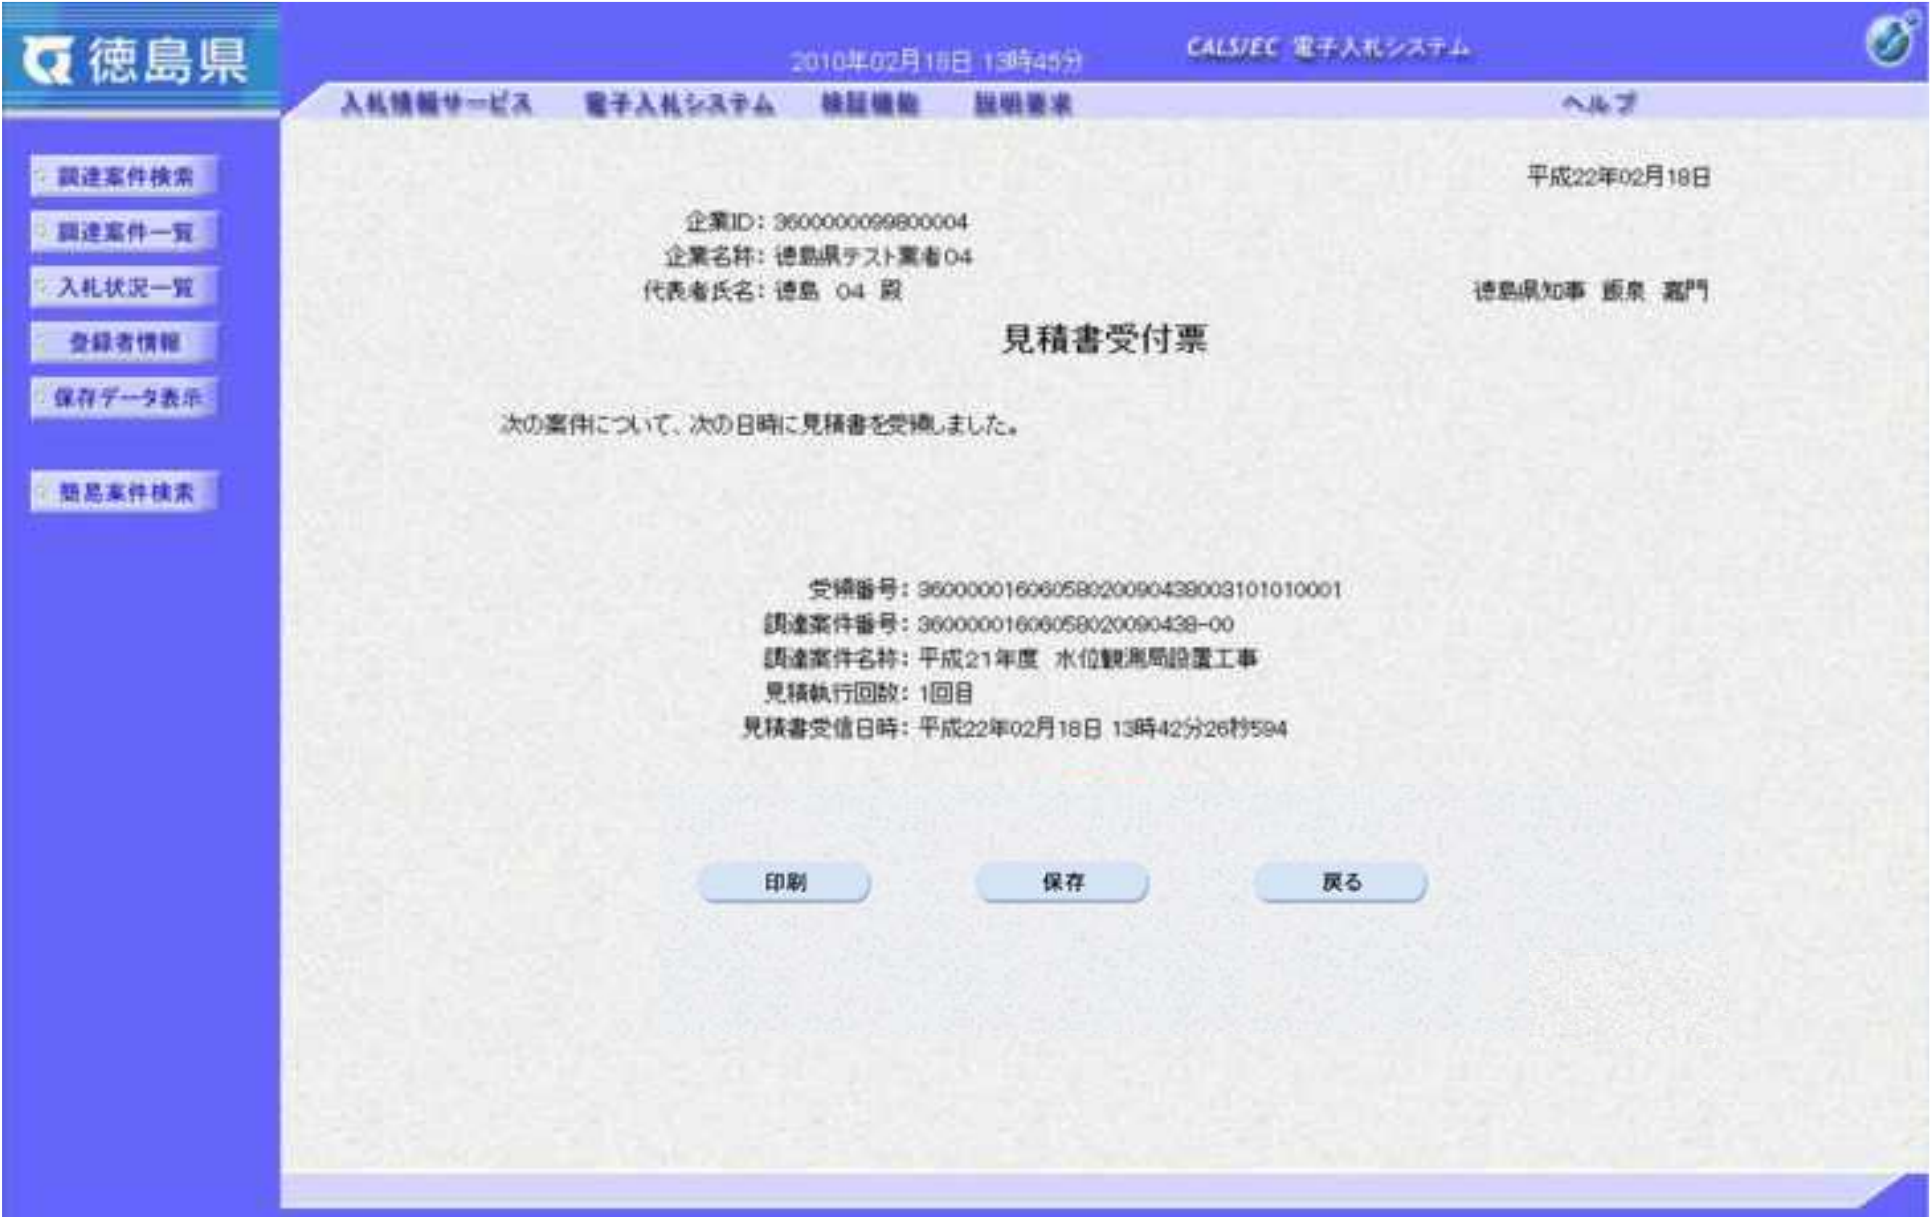 徳島県
2010年02月18日 13時45分
CALS/EC 電子入札システム
入札情報サービス 電子入札システム 検証機能 説明要求 ヘルプ
調達案件検索
調達案件一覧
入札状況一覧
登録者情報
保存データ表示
簡易案件検索
平成22年02月18日
企業ID: 3600000099800004
企業名称: 徳島県テスト業者04
代表者氏名: 徳島 04 殿
徳島県知事 飯泉 嘉門
見積書受付票
次の案件について、次の日時に見積書を受領しました。
受領番号: 36000001606058020090438003101010001
調達案件番号: 36000001606058020090438-00
調達案件名称: 平成21年度 水位観測局設置工事
見積執行回数: 1回目
見積書受信日時: 平成22年02月18日 13時42分26秒594
印刷
保存
戻る